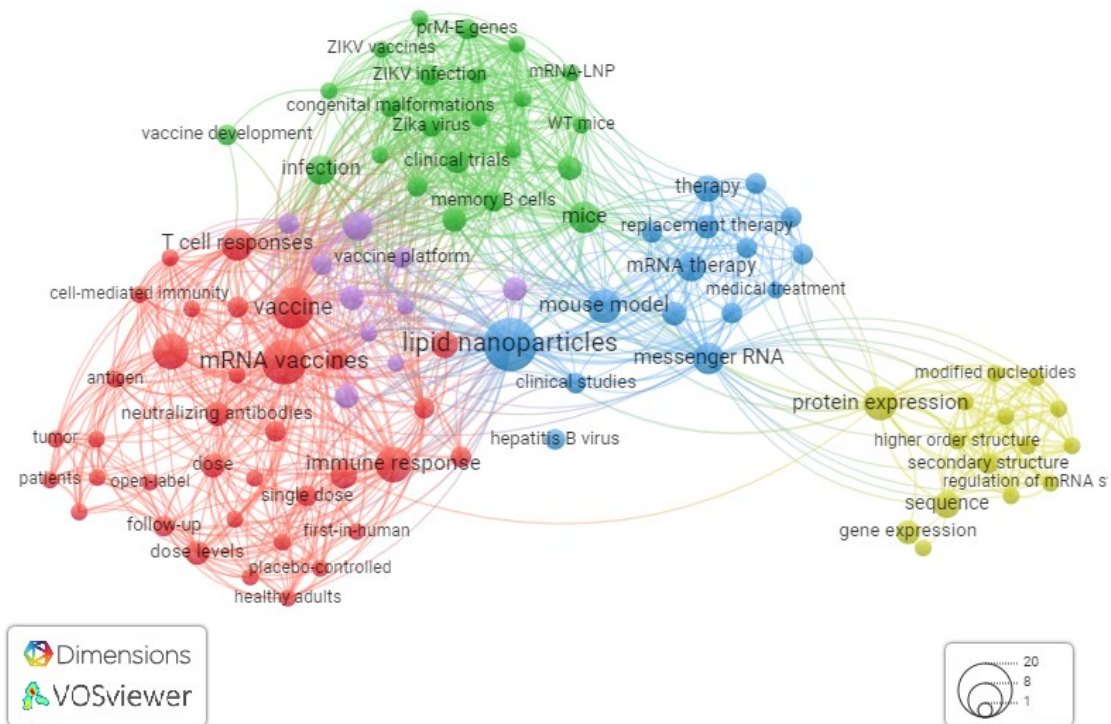 prM-E genes
ZIKV vaccines
ZIKV infection
mRNA-LNP
congenital malformations
Zika virus
WT mice
vaccine development
clinical trials
infection
therapy
memory B cells
mice
replacement therapy
T cell responses
vaccine platform
mRNA therapy
medical treatment
cell-mediated immunity
vaccine
mouse model
lipid nanoparticles
mRNA vaccines
messenger RNA
antigen
clinical studies
modified nucleotides
protein expression
neutralizing antibodies
tumor
hepatitis B virus
higher order structure
dose
immune response
secondary structure
patients
open-label
regulation of mRNA st
single dose
sequence
follow-up
first-in-human
gene expression
dose levels
placebo-controlled
healthy adults
Dimensions
VOSviewer
20
8
1